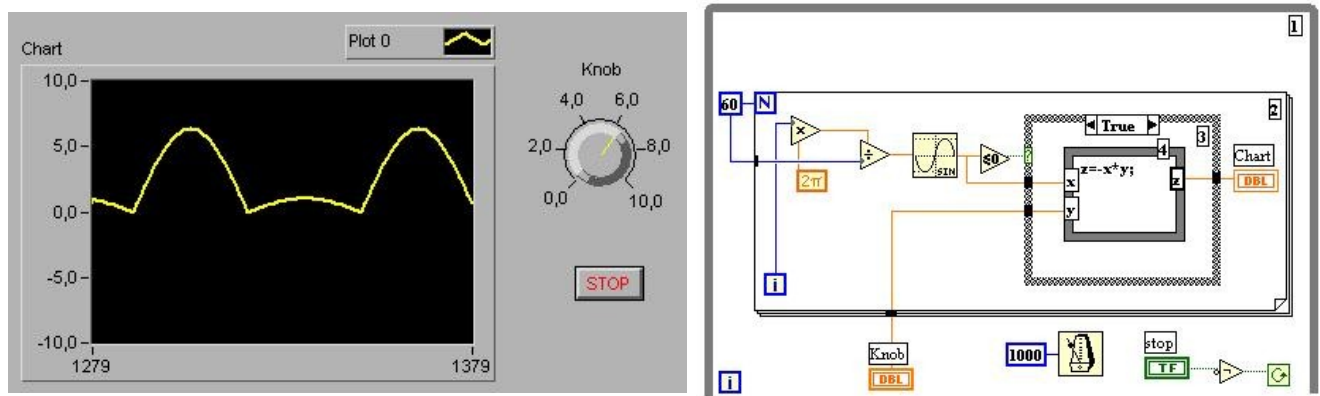 Chart
Plot 0
10,0
5,0
0,0
-5,0
-10,0
1279
1379
Knob
4,0 6,0
2,0 8,0
0,0 10,0
STOP
1
60 N
2
True
3
×
÷
SIN
≤0
?
4
z=-x*y;
x
y
z
Chart
DBL
2π
i
Knob
DBL
1000
stop
TF
i